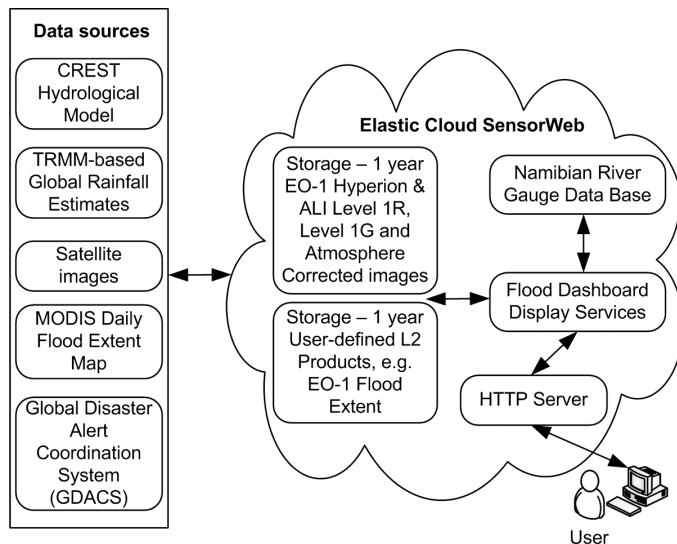 Data sources
CREST
Hydrological
Model
TRMM-based
Global Rainfall
Estimates
Satellite
images
MODIS Daily
Flood Extent
Map
Global Disaster
Alert
Coordination
System
(GDACS)
Elastic Cloud SensorWeb
Storage – 1 year
EO-1 Hyperion &
ALI Level 1R,
Level 1G and
Atmosphere
Corrected images
Storage – 1 year
User-defined L2
Products, e.g.
EO-1 Flood
Extent
Namibian River
Gauge Data Base
Flood Dashboard
Display Services
HTTP Server
User